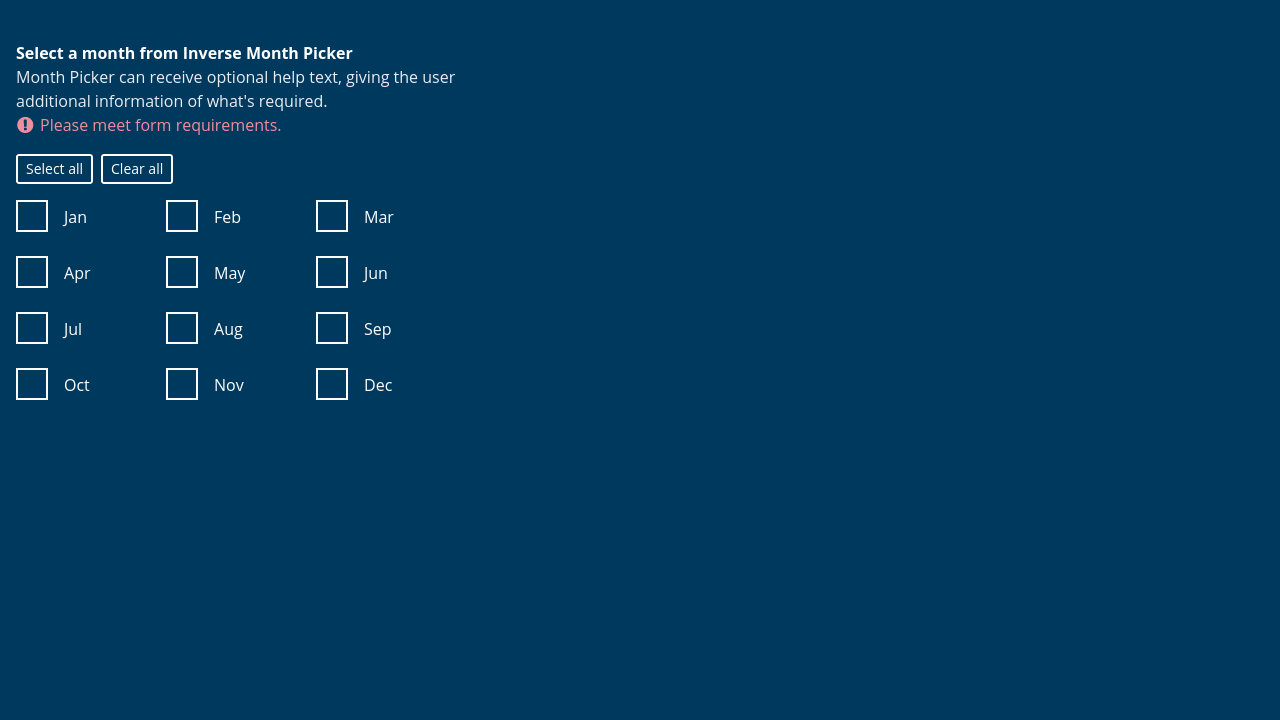 Select a month from Inverse Month Picker
Month Picker can receive optional help text, giving the user
additional information of what's required.
Please meet form requirements.
Select all Clear all
Jan Feb Mar
Apr May Jun
Jul Aug Sep
Oct Nov Dec